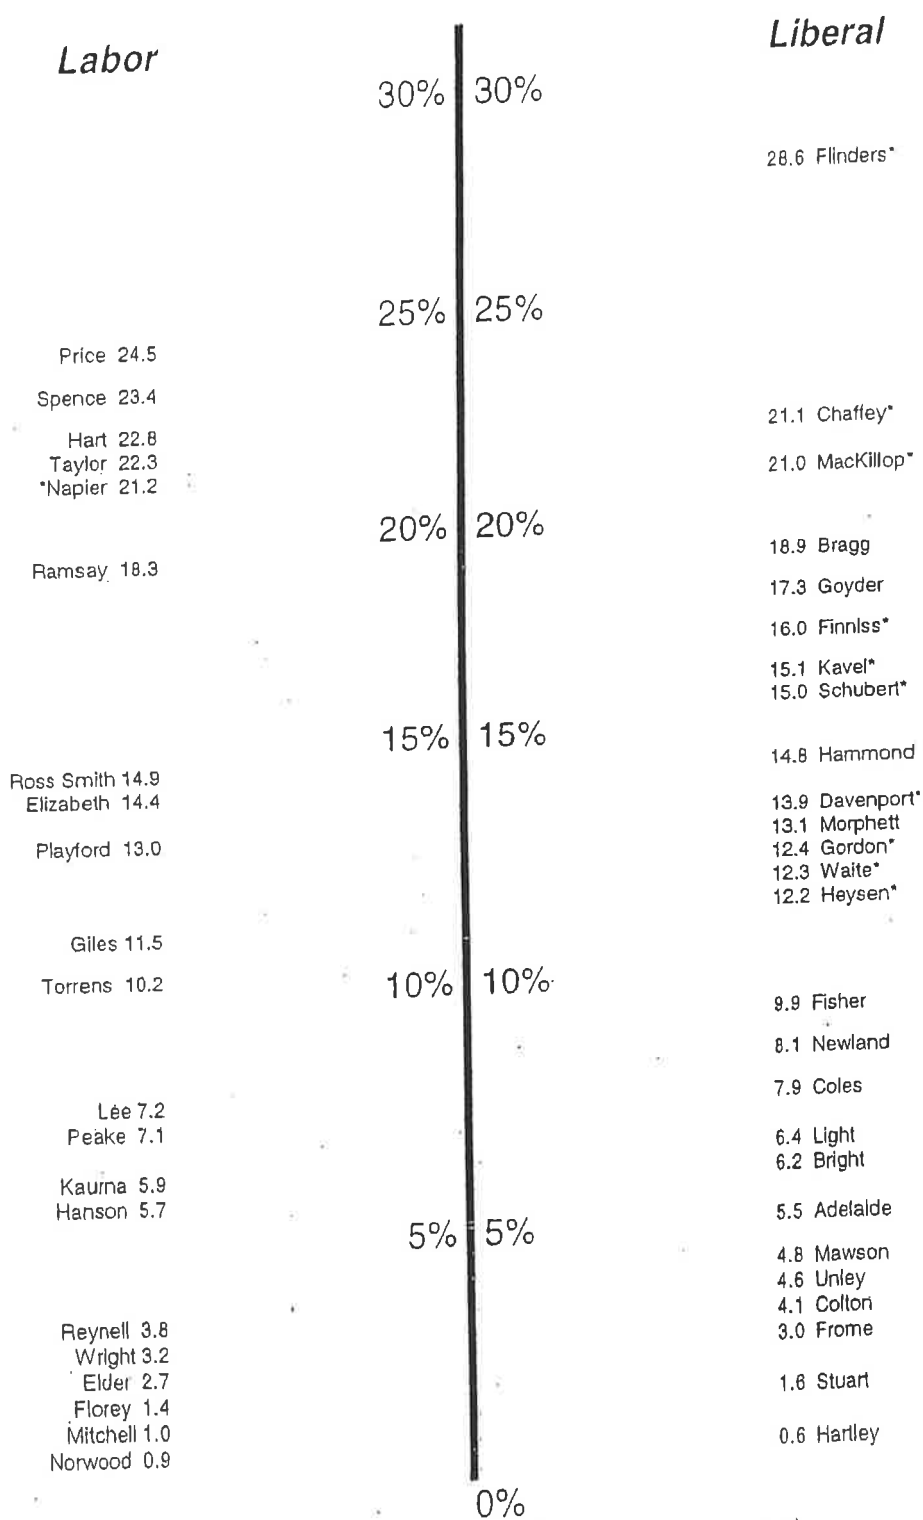 Labor
Price 24.5
Spence 23.4
Hart 22.8
Taylor 22.3
*Napier 21.2
Ramsay 18.3
Ross Smith 14.9
Elizabeth 14.4
Playford 13.0
Giles 11.5
Torrens 10.2
Lee 7.2
Peake 7.1
Kaurna 5.9
Hanson 5.7
Reynell 3.8
Wright 3.2
Elder 2.7
Florey 1.4
Mitchell 1.0
Norwood 0.9
30% 30%
25% 25%
20% 20%
15% 15%
10% 10%
5% 5%
0%
Liberal
28.6 Flinders*
21.1 Chaffey*
21.0 MacKillop*
18.9 Bragg
17.3 Goyder
16.0 Finniss*
15.1 Kavel*
15.0 Schubert*
14.8 Hammond
13.9 Davenport*
13.1 Morphett
12.4 Gordon*
12.3 Waite*
12.2 Heysen*
9.9 Fisher
8.1 Newland
7.9 Coles
6.4 Light
6.2 Bright
5.5 Adelaide
4.8 Mawson
4.6 Unley
4.1 Colton
3.0 Frome
1.6 Stuart
0.6 Hartley